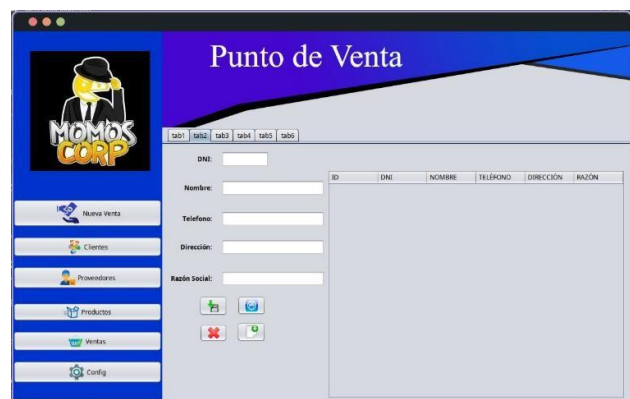 Punto de Venta
MOMOS
CORP
tab1 tab2 tab3 tab4 tab5 tab6
DNI:
Nombre:
Telefono:
Dirección:
Razón Social:
ID DNI NOMBRE TELÉFONO DIRECCIÓN RAZÓN
Nueva Venta
Clientes
Proveedores
Productos
Ventas
Config